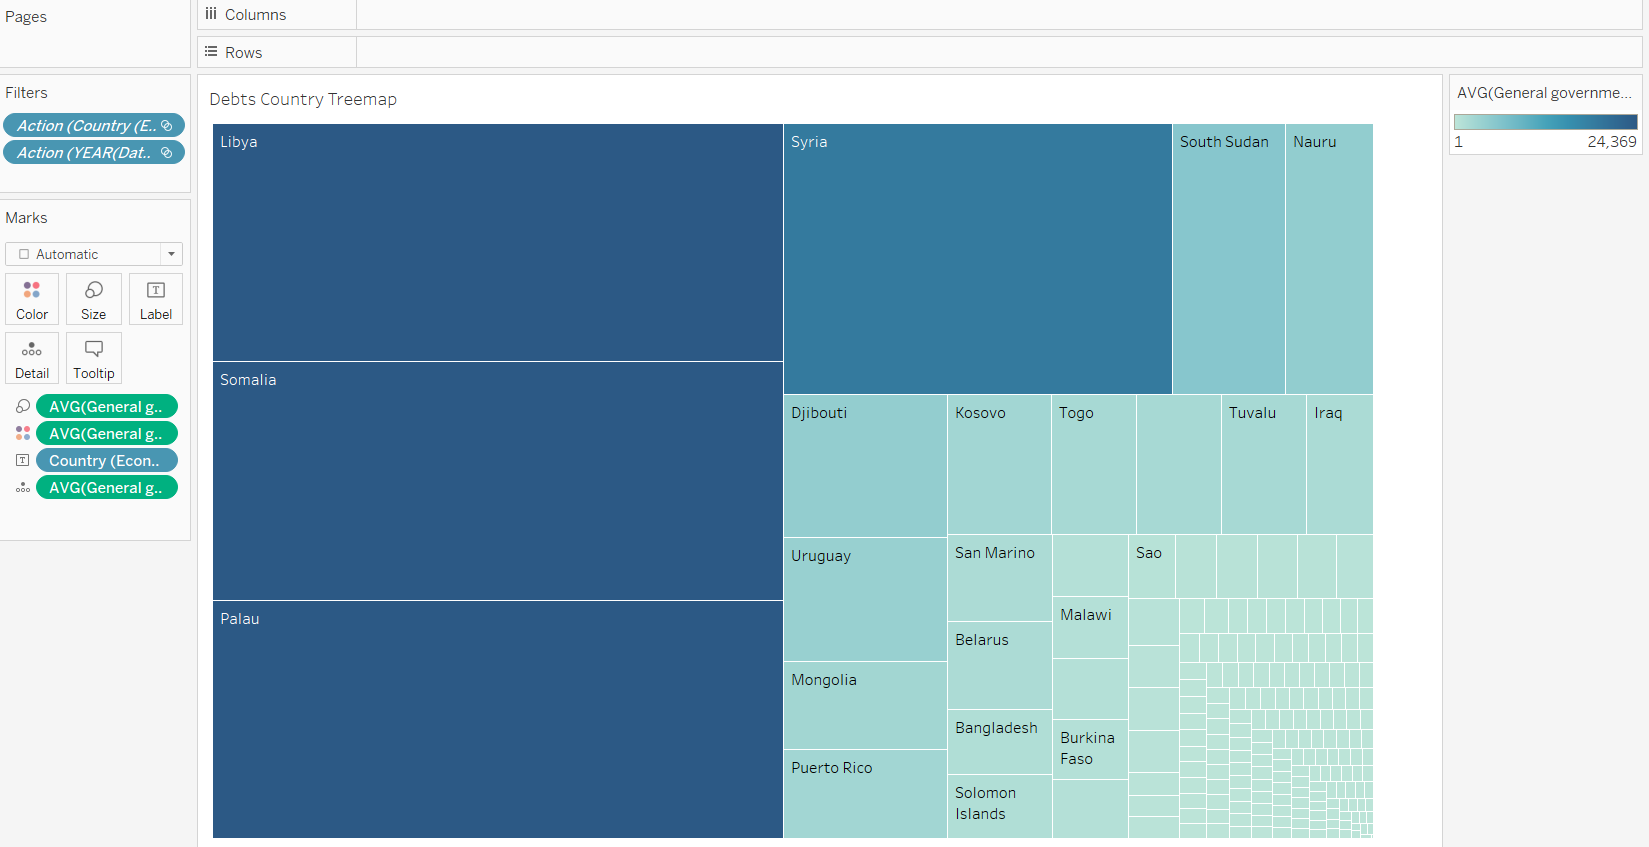 Pages
Columns
Rows
Filters
Action (Country (E..
Action (YEAR(Dat..
Marks
Automatic
Color
Size
Label
Detail
Tooltip
AVG(General g..
AVG(General g..
Country (Econ..
AVG(General g..
Debts Country Treemap
Libya
Somalia
Palau
Syria
South Sudan
Nauru
Djibouti
Kosovo
Togo
Tuvalu
Iraq
Uruguay
San Marino
Sao
Malawi
Belarus
Mongolia
Bangladesh
Burkina
Faso
Puerto Rico
Solomon
Islands
AVG(General governme...
1
24,369